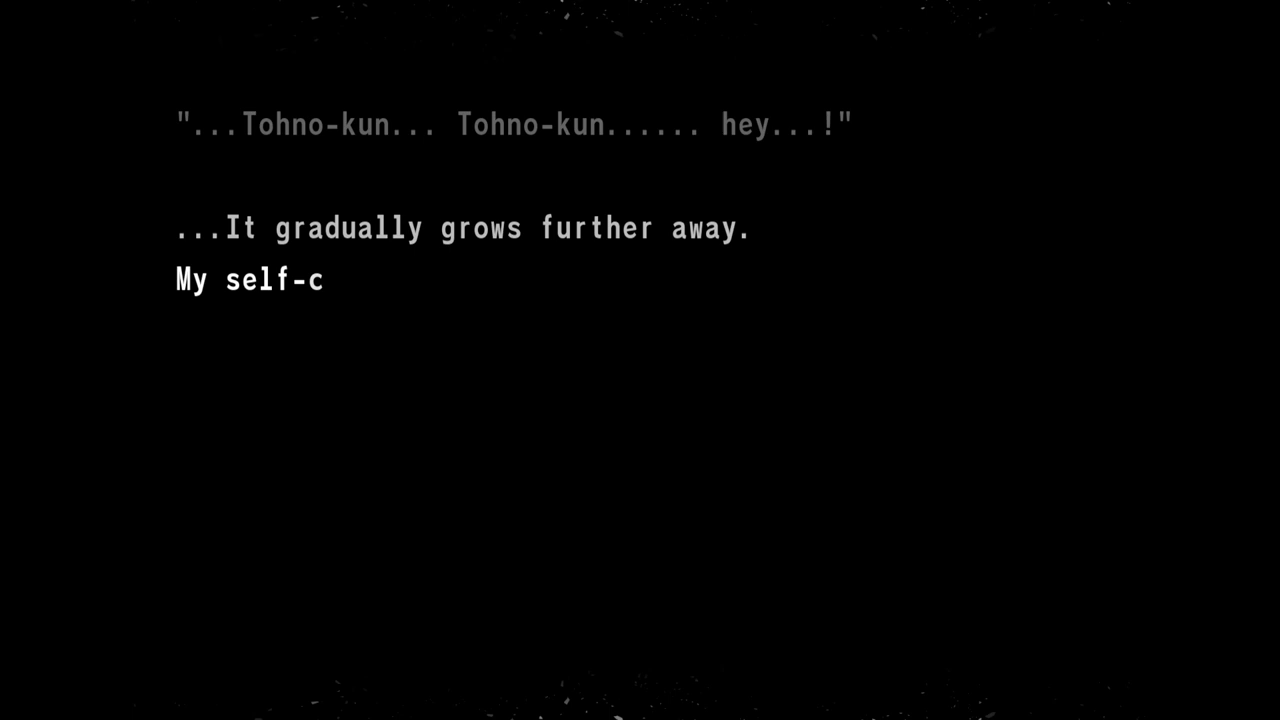 "...Tohno-kun... Tohno-kun...... hey...!"
...It gradually grows further away.
My self-c